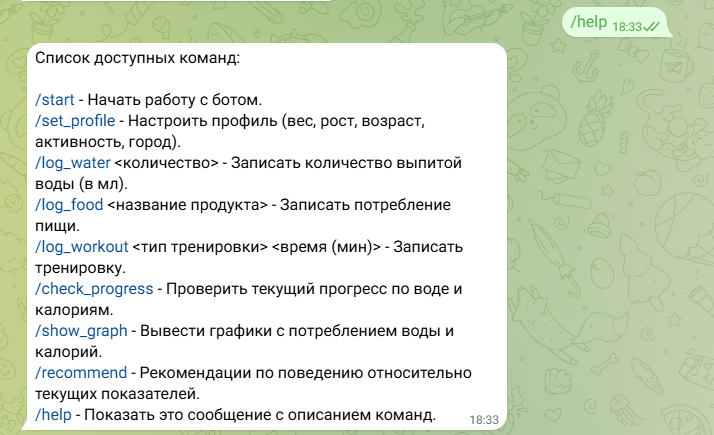 /help 18:33
Список доступных команд:
/start - Начать работу с ботом.
/set_profile - Настроить профиль (вес, рост, возраст,
активность, город).
/log_water <количество> - Записать количество выпитой
воды (в мл).
/log_food <название продукта> - Записать потребление
пищи.
/log_workout <тип тренировки> <время (мин)> - Записать
тренировку.
/check_progress - Проверить текущий прогресс по воде и
калориям.
/show_graph - Вывести графики с потреблением воды и
калорий.
/recommend - Рекомендации по поведению относительно
текущих показателей.
/help - Показать это сообщение с описанием команд. 18:33